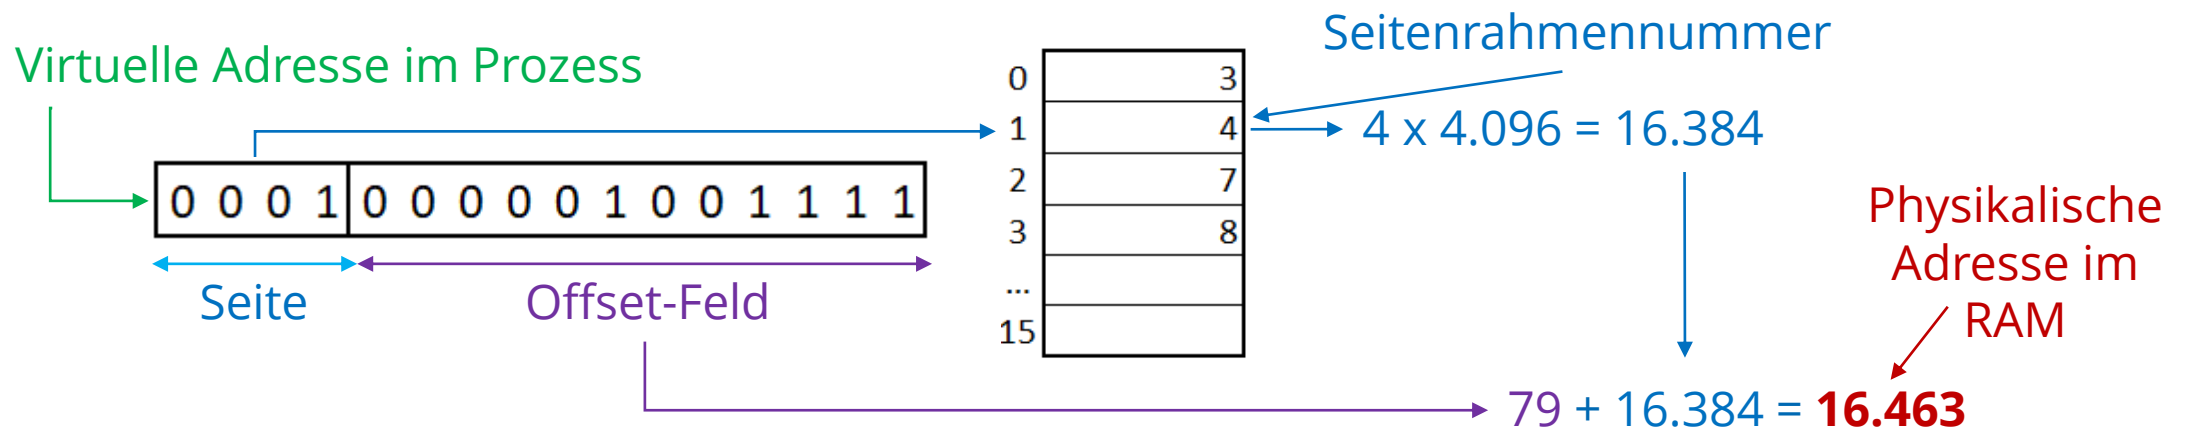 Virtuelle Adresse im Prozess
0 0 0 1 0 0 0 0 0 1 0 0 1 1 1 1
Seite
Offset-Feld
0 3
1 4
2 7
3 8
...
15
Seitenrahmennummer
4 x 4.096 = 16.384
Physikalische
Adresse im
RAM
79 + 16.384 = 16.463